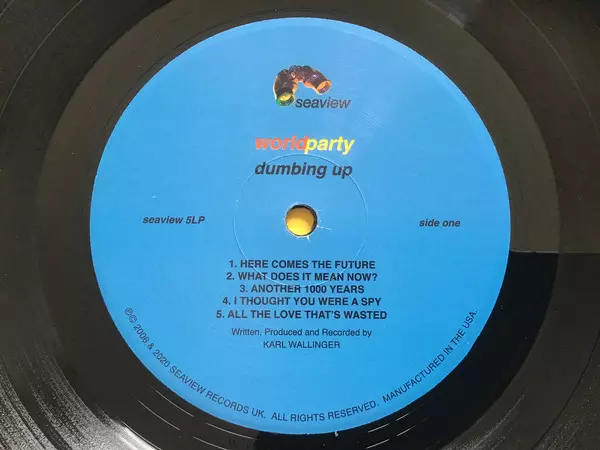 seaview
worldparty
dumbing up
seaview 5LP
side one
1. HERE COMES THE FUTURE
2. WHAT DOES IT MEAN NOW?
3. ANOTHER 1000 YEARS
4. I THOUGHT YOU WERE A SPY
5. ALL THE LOVE THAT'S WASTED
Written, Produced and Recorded by
KARL WALLINGER
℗© 2006 & 2020 SEAVIEW RECORDS UK. ALL RIGHTS RESERVED. MANUFACTURED IN THE USA.